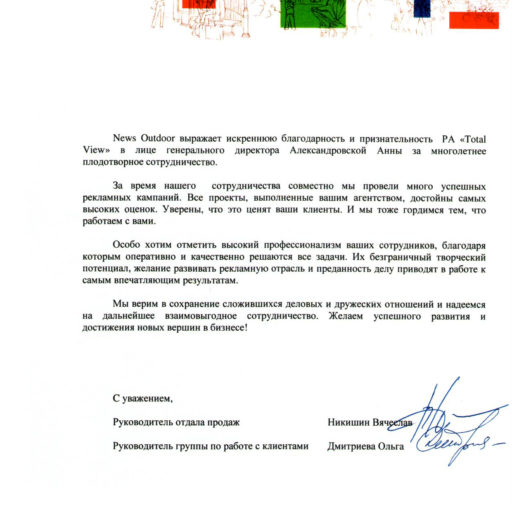 News Outdoor выражает искреннюю благодарность и признательность РА «Total
View» в лице генерального директора Александровской Анны за многолетнее
плодотворное сотрудничество.
За время нашего сотрудничества совместно мы провели много успешных
рекламных кампаний. Все проекты, выполненные вашим агентством, достойны самых
высоких оценок. Уверены, что это ценят ваши клиенты. И мы тоже гордимся тем, что
работаем с вами.
Особо хотим отметить высокий профессионализм ваших сотрудников, благодаря
которым оперативно и качественно решаются все задачи. Их безграничный творческий
потенциал, желание развивать рекламную отрасль и преданность делу приводят в работе к
самым впечатляющим результатам.
Мы верим в сохранение сложившихся деловых и дружеских отношений и надеемся
на дальнейшее взаимовыгодное сотрудничество. Желаем успешного развития и
достижения новых вершин в бизнесе!
С уважением,
Руководитель отдала продаж Никишин Вячеслав
Руководитель группы по работе с клиентами Дмитриева Ольга